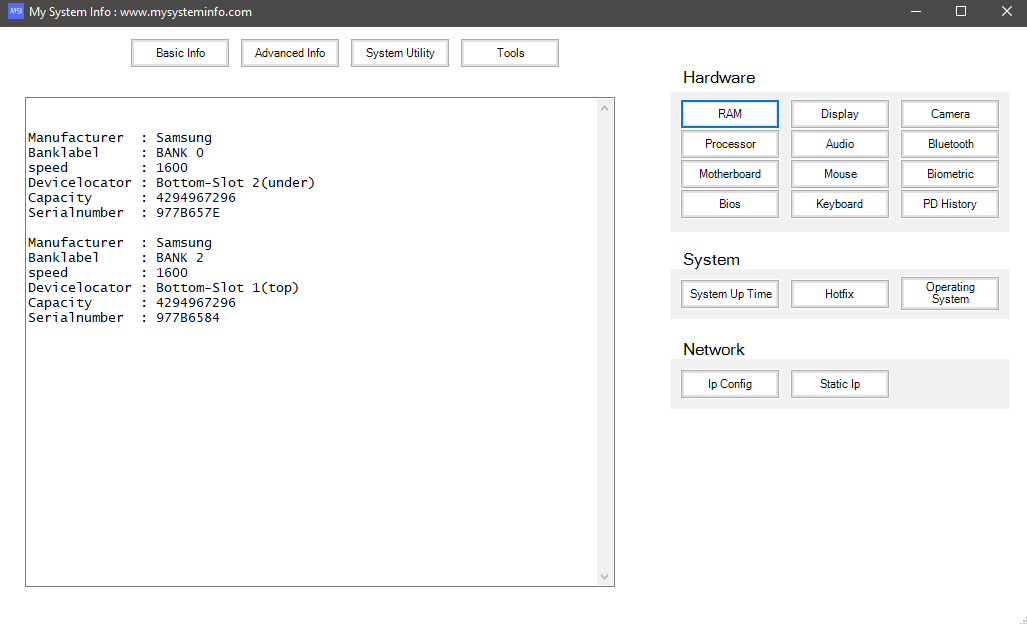 MSI My System Info : www.mysysteminfo.com
Basic Info Advanced Info System Utility Tools
Manufacturer : Samsung
Banklabel : BANK 0
speed : 1600
Devicelocator : Bottom-Slot 2(under)
Capacity : 4294967296
Serialnumber : 977B657E
Manufacturer : Samsung
Banklabel : BANK 2
speed : 1600
Devicelocator : Bottom-Slot 1(top)
Capacity : 4294967296
Serialnumber : 977B6584
Hardware
RAM Display Camera
Processor Audio Bluetooth
Motherboard Mouse Biometric
Bios Keyboard PD History
System
System Up Time Hotfix Operating
System
Network
Ip Config Static Ip